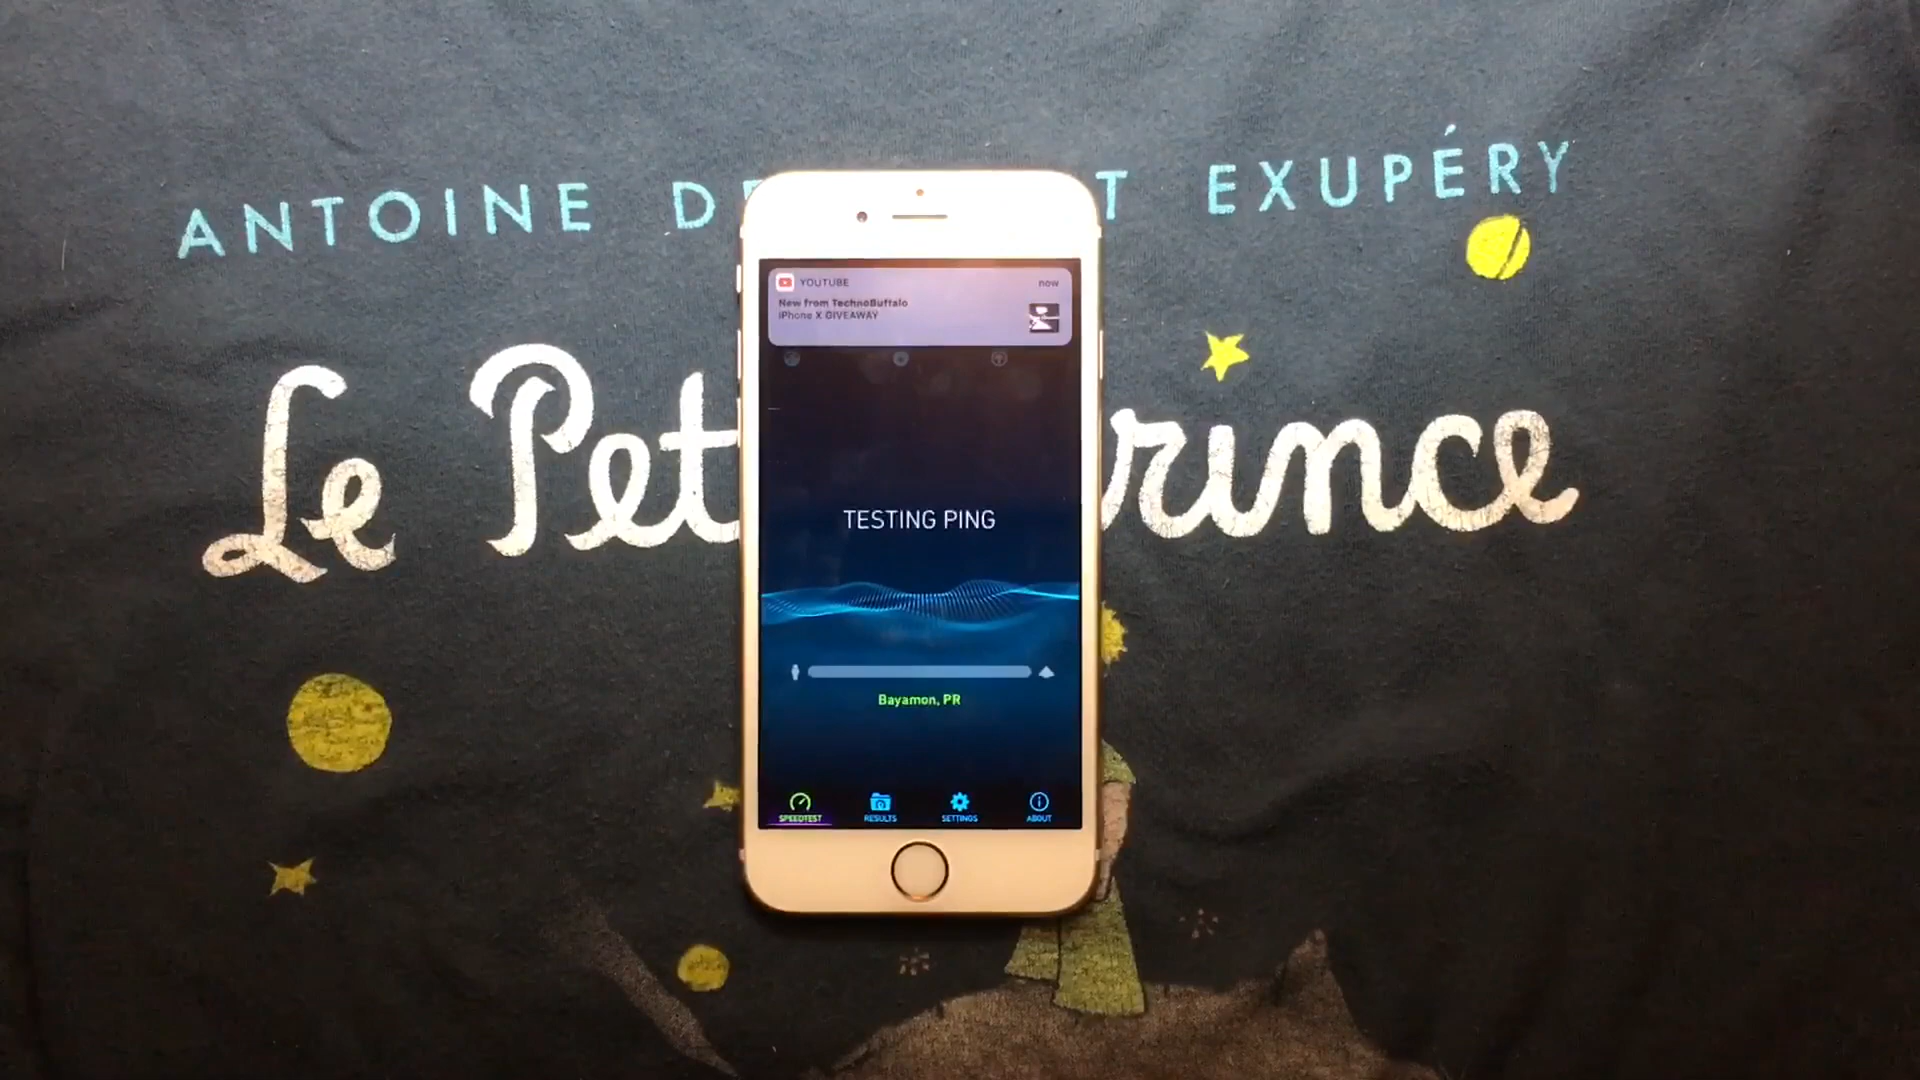 ANTOINE DE T EXUPÉRY
Le Pet rince
YOUTUBE now
New from TechnoBuffalo
iPhone X GIVEAWAY
TESTING PING
Bayamon, PR
SPEEDTEST RESULTS SETTINGS ABOUT